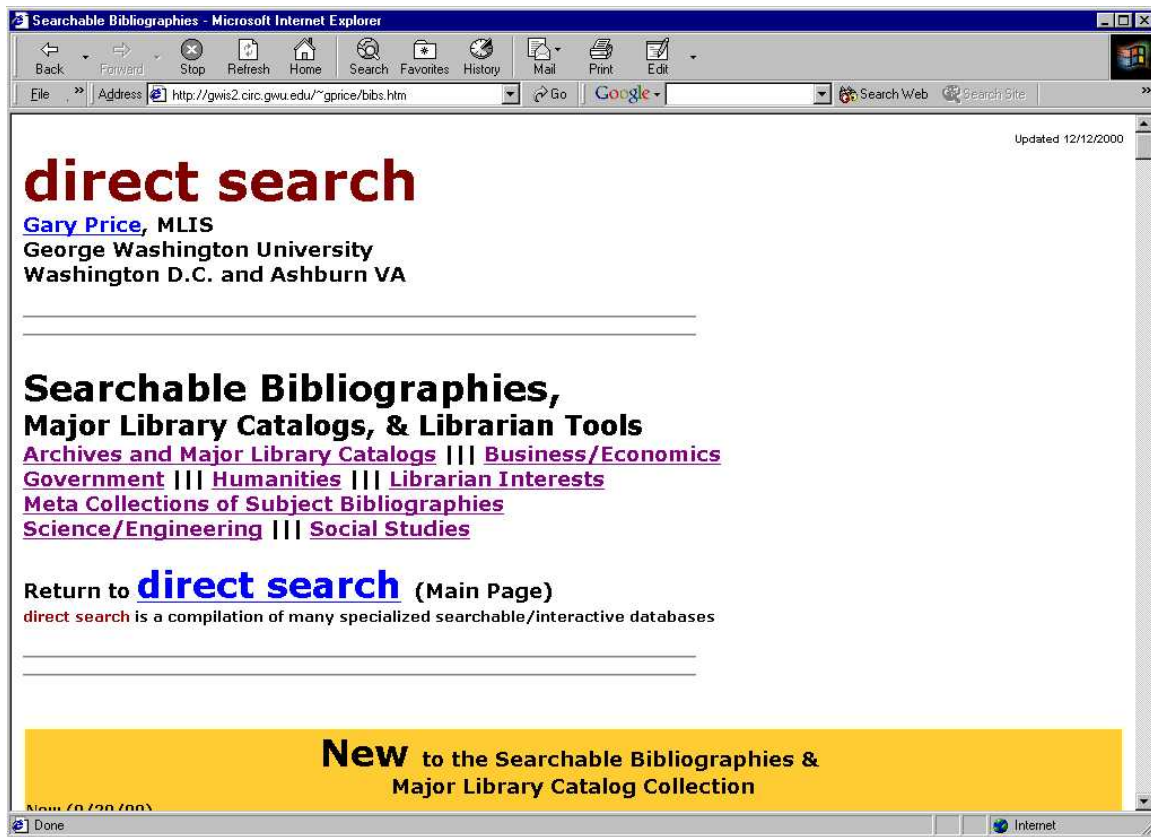 Searchable Bibliographies - Microsoft Internet Explorer
Back Forward Stop Refresh Home Search Favorites History Mail Print Edit
File » Address http://gwis2.circ.gwu.edu/~gprice/bibs.htm Go Google Search Web Search Site »
Updated 12/12/2000
direct search
Gary Price, MLIS
George Washington University
Washington D.C. and Ashburn VA
Searchable Bibliographies,
Major Library Catalogs, & Librarian Tools
Archives and Major Library Catalogs ||| Business/Economics
Government ||| Humanities ||| Librarian Interests
Meta Collections of Subject Bibliographies
Science/Engineering ||| Social Studies
Return to direct search (Main Page)
direct search is a compilation of many specialized searchable/interactive databases
New to the Searchable Bibliographies &
Major Library Catalog Collection
Done Internet